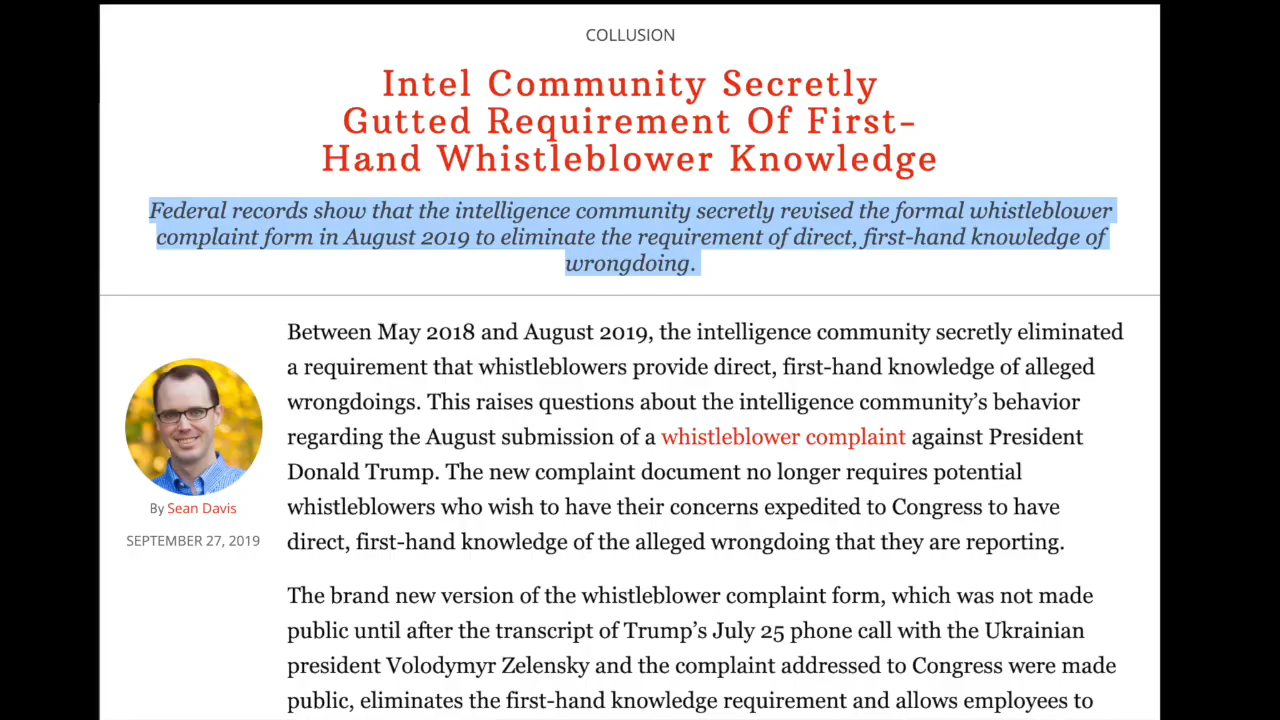 COLLUSION
Intel Community Secretly
Gutted Requirement Of First-
Hand Whistleblower Knowledge
Federal records show that the intelligence community secretly revised the formal whistleblower
complaint form in August 2019 to eliminate the requirement of direct, first-hand knowledge of
wrongdoing.
Between May 2018 and August 2019, the intelligence community secretly eliminated
a requirement that whistleblowers provide direct, first-hand knowledge of alleged
wrongdoings. This raises questions about the intelligence community’s behavior
regarding the August submission of a whistleblower complaint against President
Donald Trump. The new complaint document no longer requires potential
whistleblowers who wish to have their concerns expedited to Congress to have
direct, first-hand knowledge of the alleged wrongdoing that they are reporting.
The brand new version of the whistleblower complaint form, which was not made
public until after the transcript of Trump’s July 25 phone call with the Ukrainian
president Volodymyr Zelensky and the complaint addressed to Congress were made
public, eliminates the first-hand knowledge requirement and allows employees to
By Sean Davis
SEPTEMBER 27, 2019